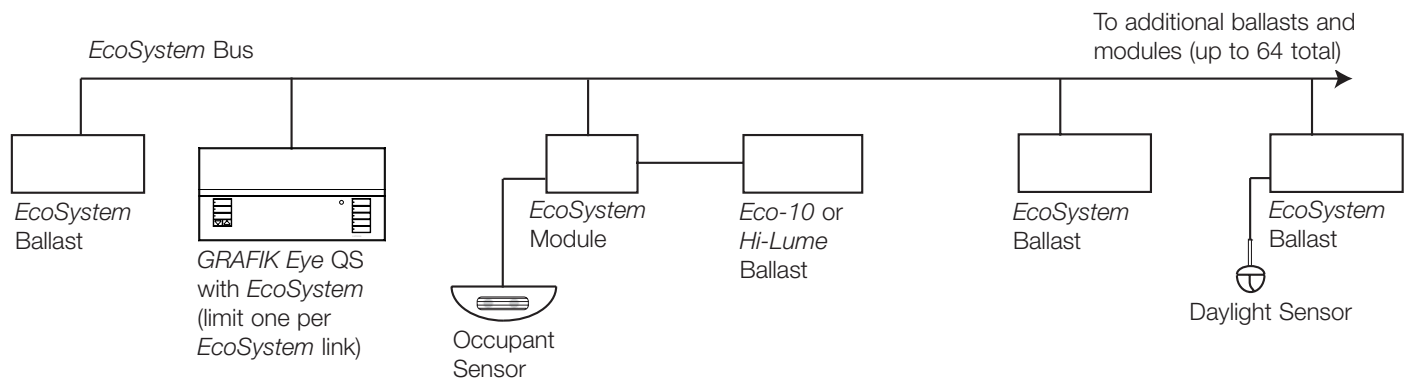 EcoSystem Bus
To additional ballasts and
modules (up to 64 total)
EcoSystem
Ballast
GRAFIK Eye QS
with EcoSystem
(limit one per
EcoSystem link)
EcoSystem
Module
Occupant
Sensor
Eco-10 or
Hi-Lume
Ballast
EcoSystem
Ballast
EcoSystem
Ballast
Daylight Sensor